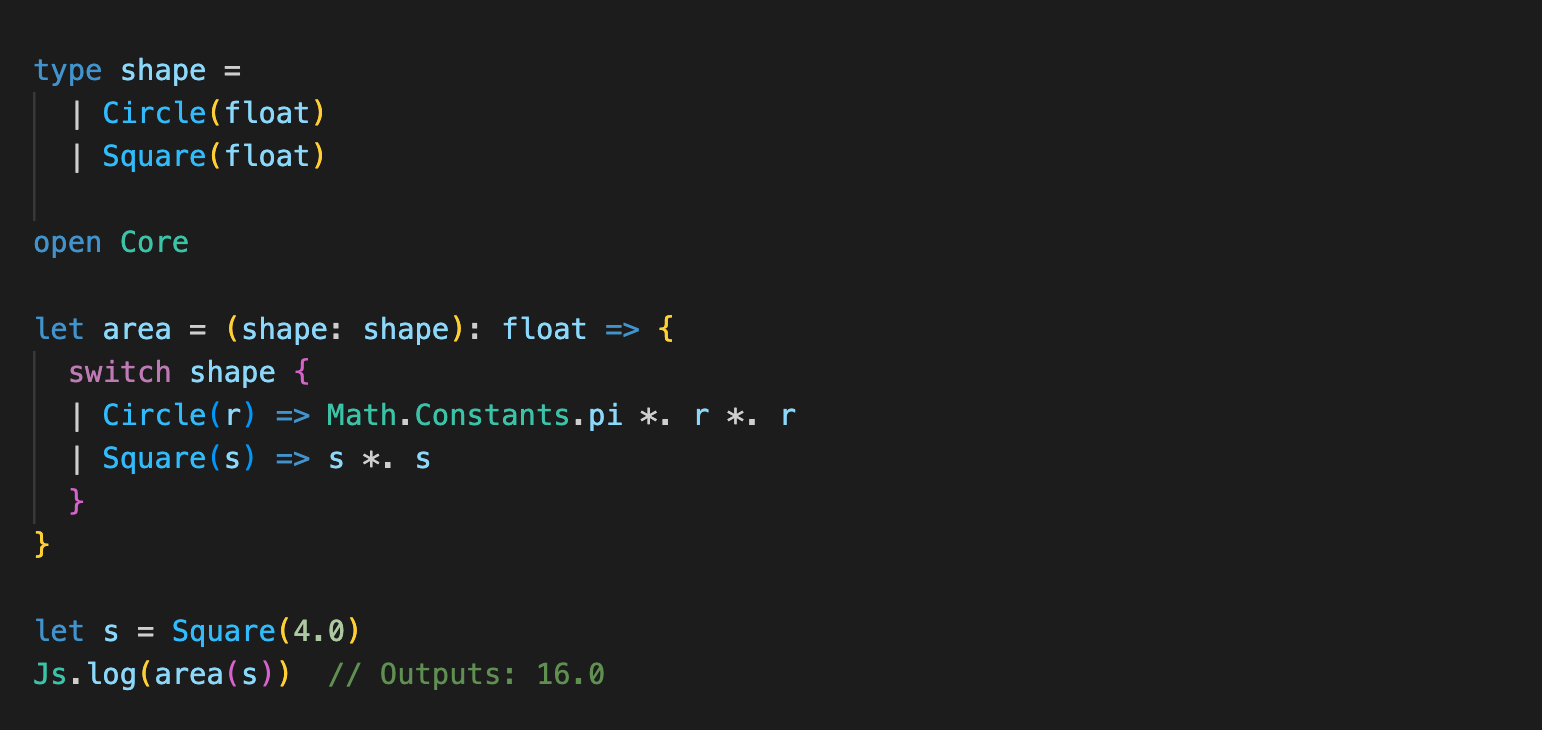 type shape =
  | Circle(float)
  | Square(float)

open Core

let area = (shape: shape): float => {
  switch shape {
  | Circle(r) => Math.Constants.pi *. r *. r
  | Square(s) => s *. s
  }
}

let s = Square(4.0)
Js.log(area(s))  // Outputs: 16.0